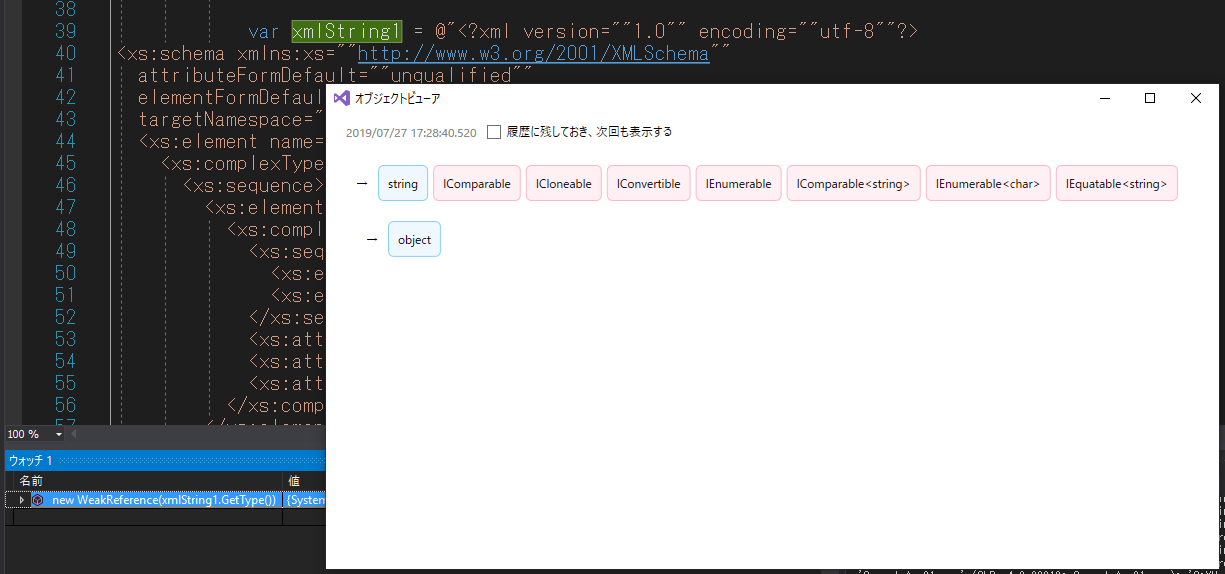 38
39 var xmlString1 = @"<?xml version=""1.0"" encoding=""utf-8""?>
40 <xs:schema xmlns:xs=""http://www.w3.org/2001/XMLSchema""
41 attributeFormDefault=""unqualified""
42 elementFormDefaul
43 targetNamespace="
44 <xs:element name=
45 <xs:complexType
46 <xs:sequence>
47 <xs:element
48 <xs:compl
49 <xs:seq
50 <xs:e
51 <xs:e
52 </xs:se
53 <xs:att
54 <xs:att
55 <xs:att
56 </xs:comp
57 </xs:elemen
オブジェクトビューア
2019/07/27 17:28:40.520 履歴に残しておき、次回も表示する
→ string IComparable ICloneable IConvertible IEnumerable IComparable<string> IEnumerable<char> IEquatable<string>
→ object
100 %
ウォッチ 1
名前 値
new WeakReference(xmlString1.GetType()) {System